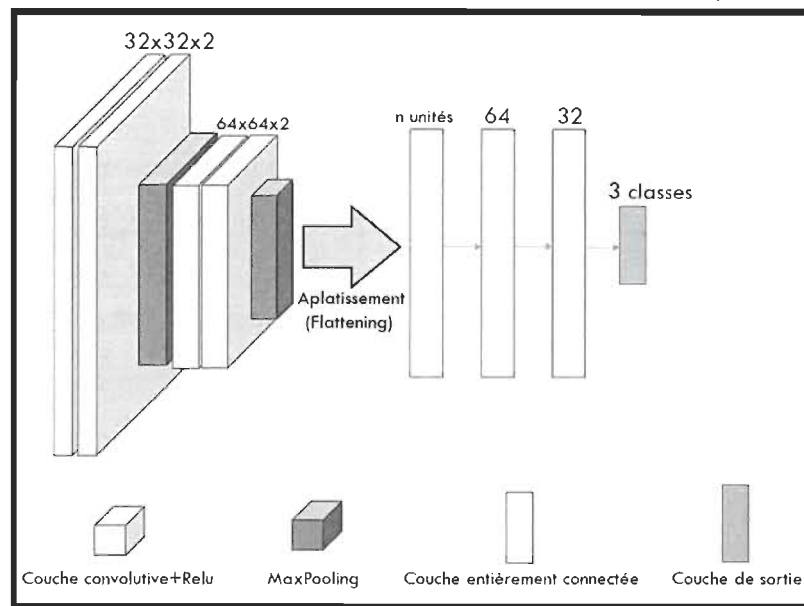 32x32x2
64x64x2
n unités
64
32
3 classes
Aplatissement
(Flattening)
Couche convolutive+Relu
MaxPooling
Couche entièrement connectée
Couche de sortie